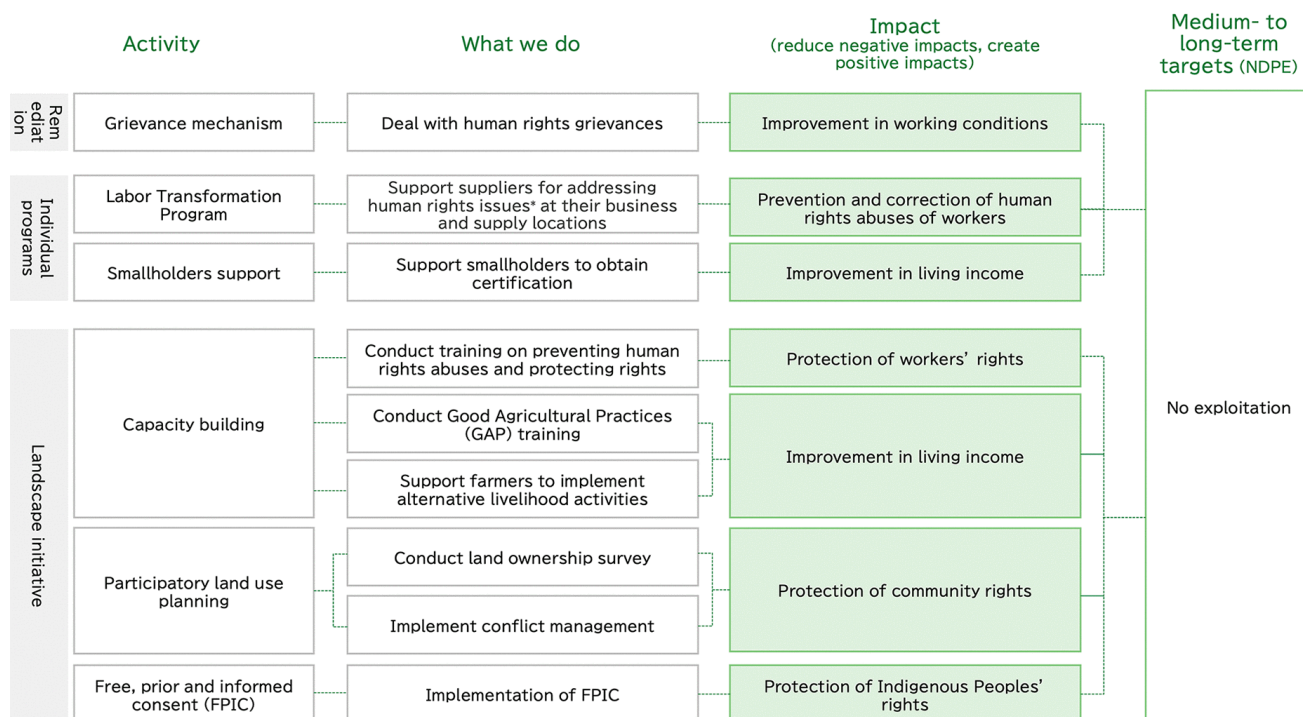 Activity
What we do
Impact
(reduce negative impacts, create
positive impacts)
Medium- to
long-term
targets (NDPE)
Rem
ediat
ion
Grievance mechanism
Deal with human rights grievances
Improvement in working conditions
Individual
programs
Labor Transformation
Program
Support suppliers for addressing
human rights issues* at their business
and supply locations
Prevention and correction of human
rights abuses of workers
Smallholders support
Support smallholders to obtain
certification
Improvement in living income
Landscape initiative
Capacity building
Conduct training on preventing human
rights abuses and protecting rights
Protection of workers’ rights
Conduct Good Agricultural Practices
(GAP) training
Support farmers to implement
alternative livelihood activities
Improvement in living income
Participatory land use
planning
Conduct land ownership survey
Implement conflict management
Protection of community rights
Free, prior and informed
consent (FPIC)
Implementation of FPIC
Protection of Indigenous Peoples’
rights
No exploitation